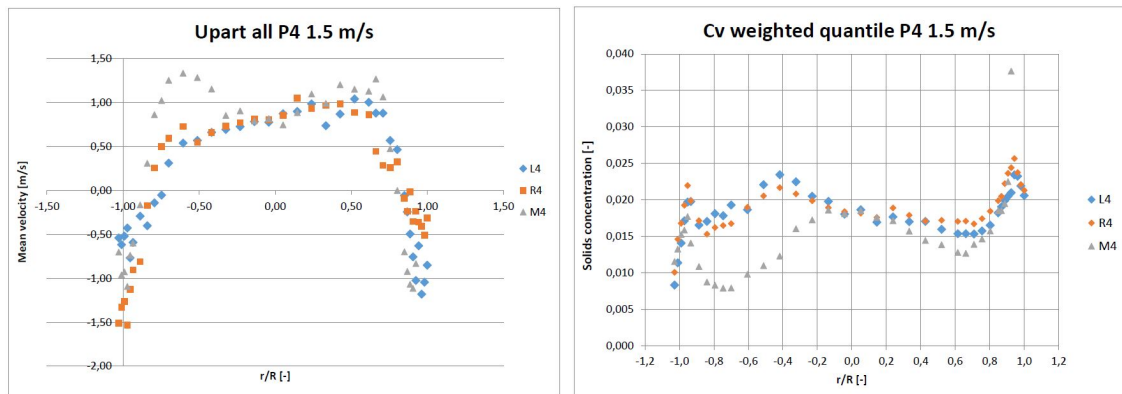 Upart all P4 1.5 m/s
1,50
1,00
0,50
0,00
-0,50
-1,00
-1,50
-2,00
-1,00
-0,50
0,00
0,50
1,00
Mean velocity [m/s]
r/R [-]
L4
R4
M4
Cv weighted quantile P4 1.5 m/s
0,040
0,035
0,030
0,025
0,020
0,015
0,010
0,005
0,000
-1,2
-1,0
-0,8
-0,6
-0,4
-0,2
0,0
0,2
0,4
0,6
0,8
1,0
1,2
Solids concentration [-]
r/R [-]
L4
R4
M4